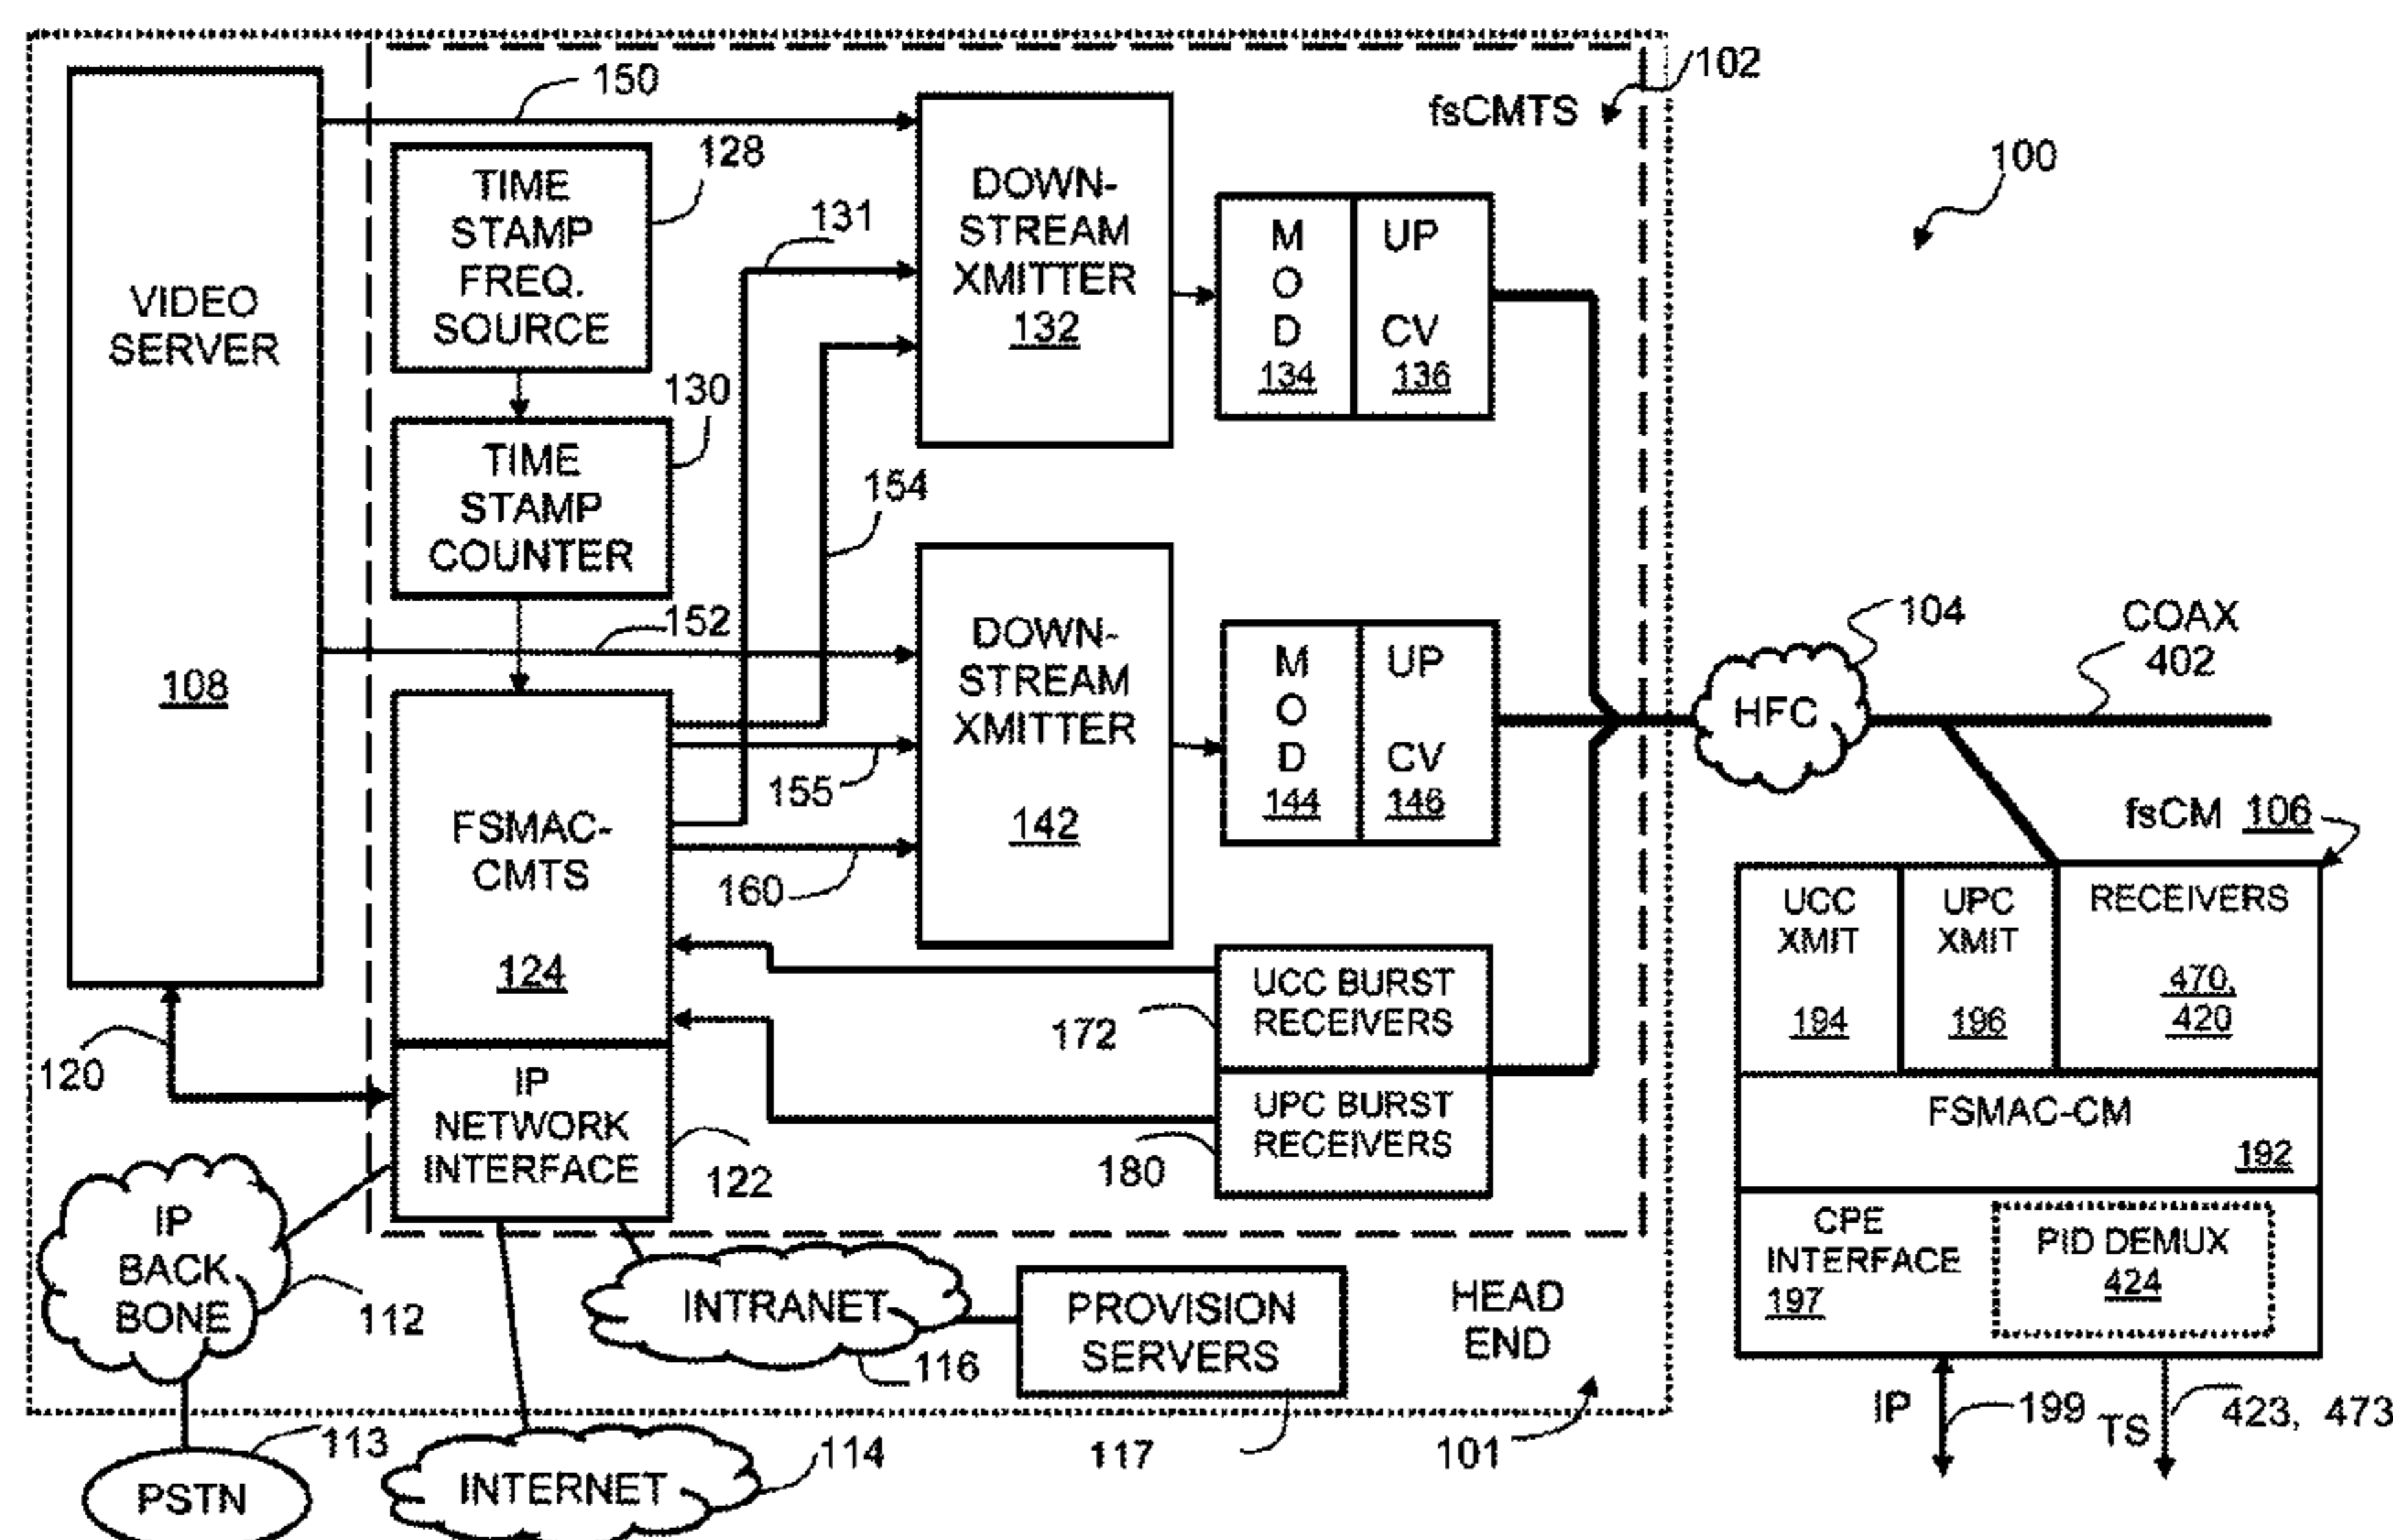 150
102
fsCMTS
128
100
TIME
STAMP
FREQ.
SOURCE
DOWN-
STREAM
XMITTER
132
131
M
O
D
134
UP
CV
136
VIDEO
SERVER
108
130
TIME
STAMP
COUNTER
154
152
DOWN-
STREAM
XMITTER
142
M
O
D
144
UP
CV
146
104
HFC
COAX
402
155
FSMAC-
CMTS
124
160
fsCM 106
UCC
XMIT
194
UPC
XMIT
196
RECEIVERS
470,
420
UCC BURST
RECEIVERS
172
120
IP
NETWORK
INTERFACE
122
UPC BURST
RECEIVERS
180
FSMAC-CM
192
IP
BACK
BONE
112
CPE
INTERFACE
197
PID DEMUX
424
INTRANET
116
PROVISION
SERVERS
117
HEAD
END
101
IP
199
TS
423, 473
113
PSTN
INTERNET
114